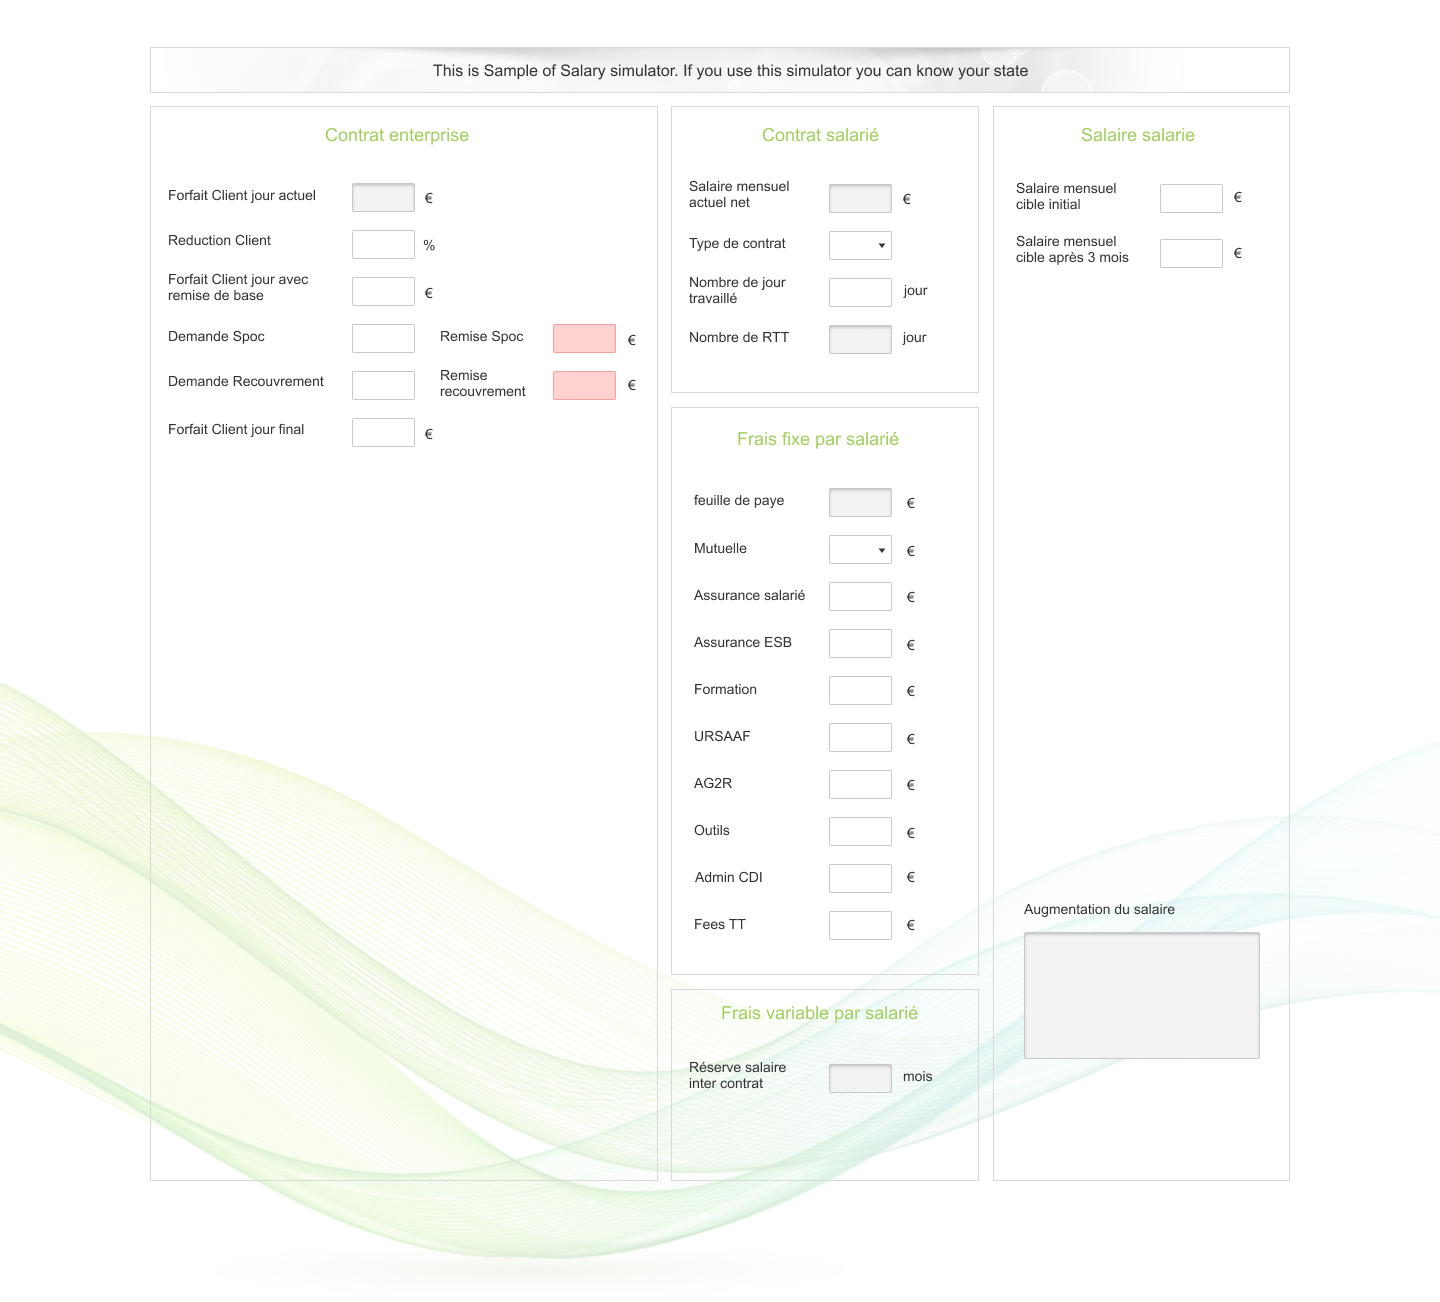 This is Sample of Salary simulator. If you use this simulator you can know your state
Contrat enterprise
Forfait Client jour actuel €
Reduction Client %
Forfait Client jour avec
remise de base €
Demande Spoc Remise Spoc €
Demande Recouvrement Remise
recouvrement €
Forfait Client jour final €
Contrat salarié
Salaire mensuel
actuel net €
Type de contrat
Nombre de jour
travaillé jour
Nombre de RTT jour
Frais fixe par salarié
feuille de paye €
Mutuelle €
Assurance salarié €
Assurance ESB €
Formation €
URSAAF €
AG2R €
Outils €
Admin CDI €
Fees TT €
Frais variable par salarié
Réserve salaire
inter contrat mois
Salaire salarie
Salaire mensuel
cible initial €
Salaire mensuel
cible après 3 mois €
Augmentation du salaire